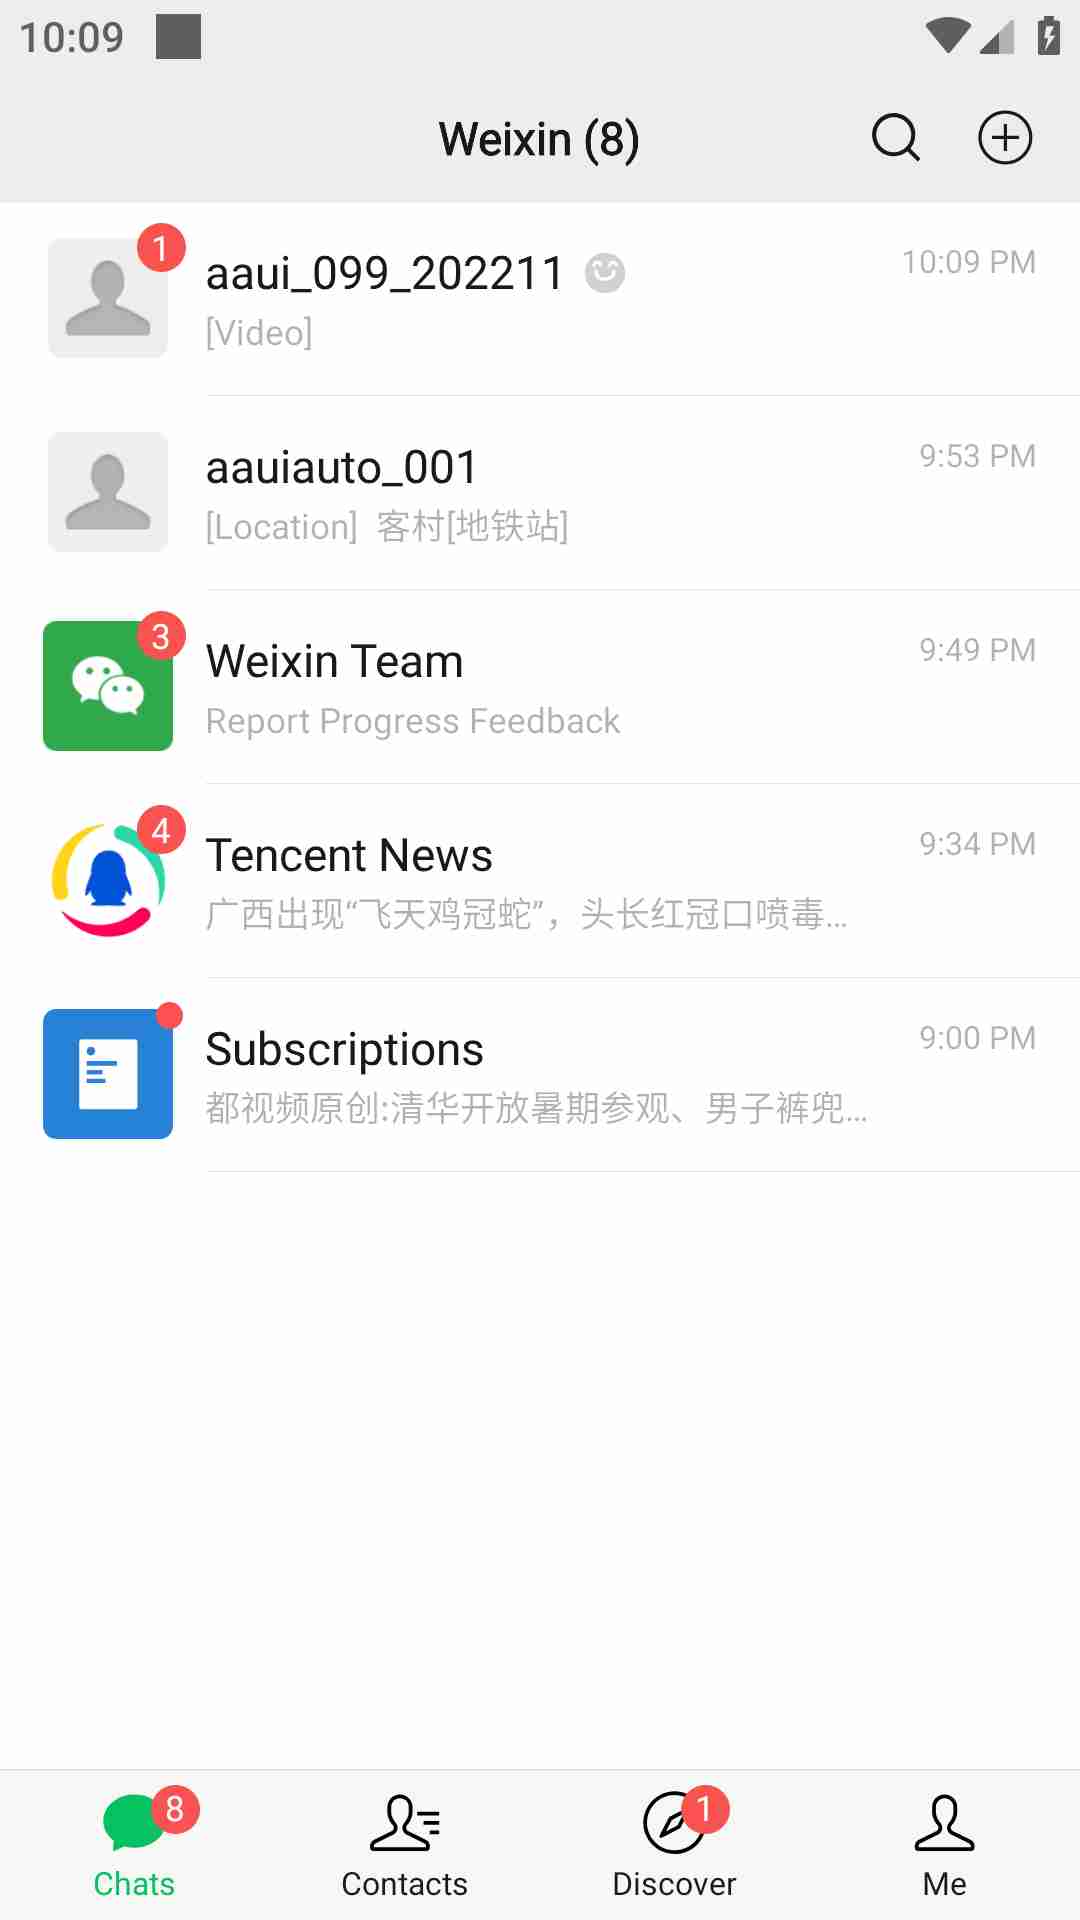 10:09
Weixin (8)
1
aaui_099_202211
10:09 PM
[Video]
aauiauto_001
9:53 PM
[Location] 客村[地铁站]
3
Weixin Team
9:49 PM
Report Progress Feedback
4
Tencent News
9:34 PM
广西出现“飞天鸡冠蛇”，头长红冠口喷毒...
Subscriptions
9:00 PM
都视频原创:清华开放暑期参观、男子裤兜...
8
1
Chats
Contacts
Discover
Me